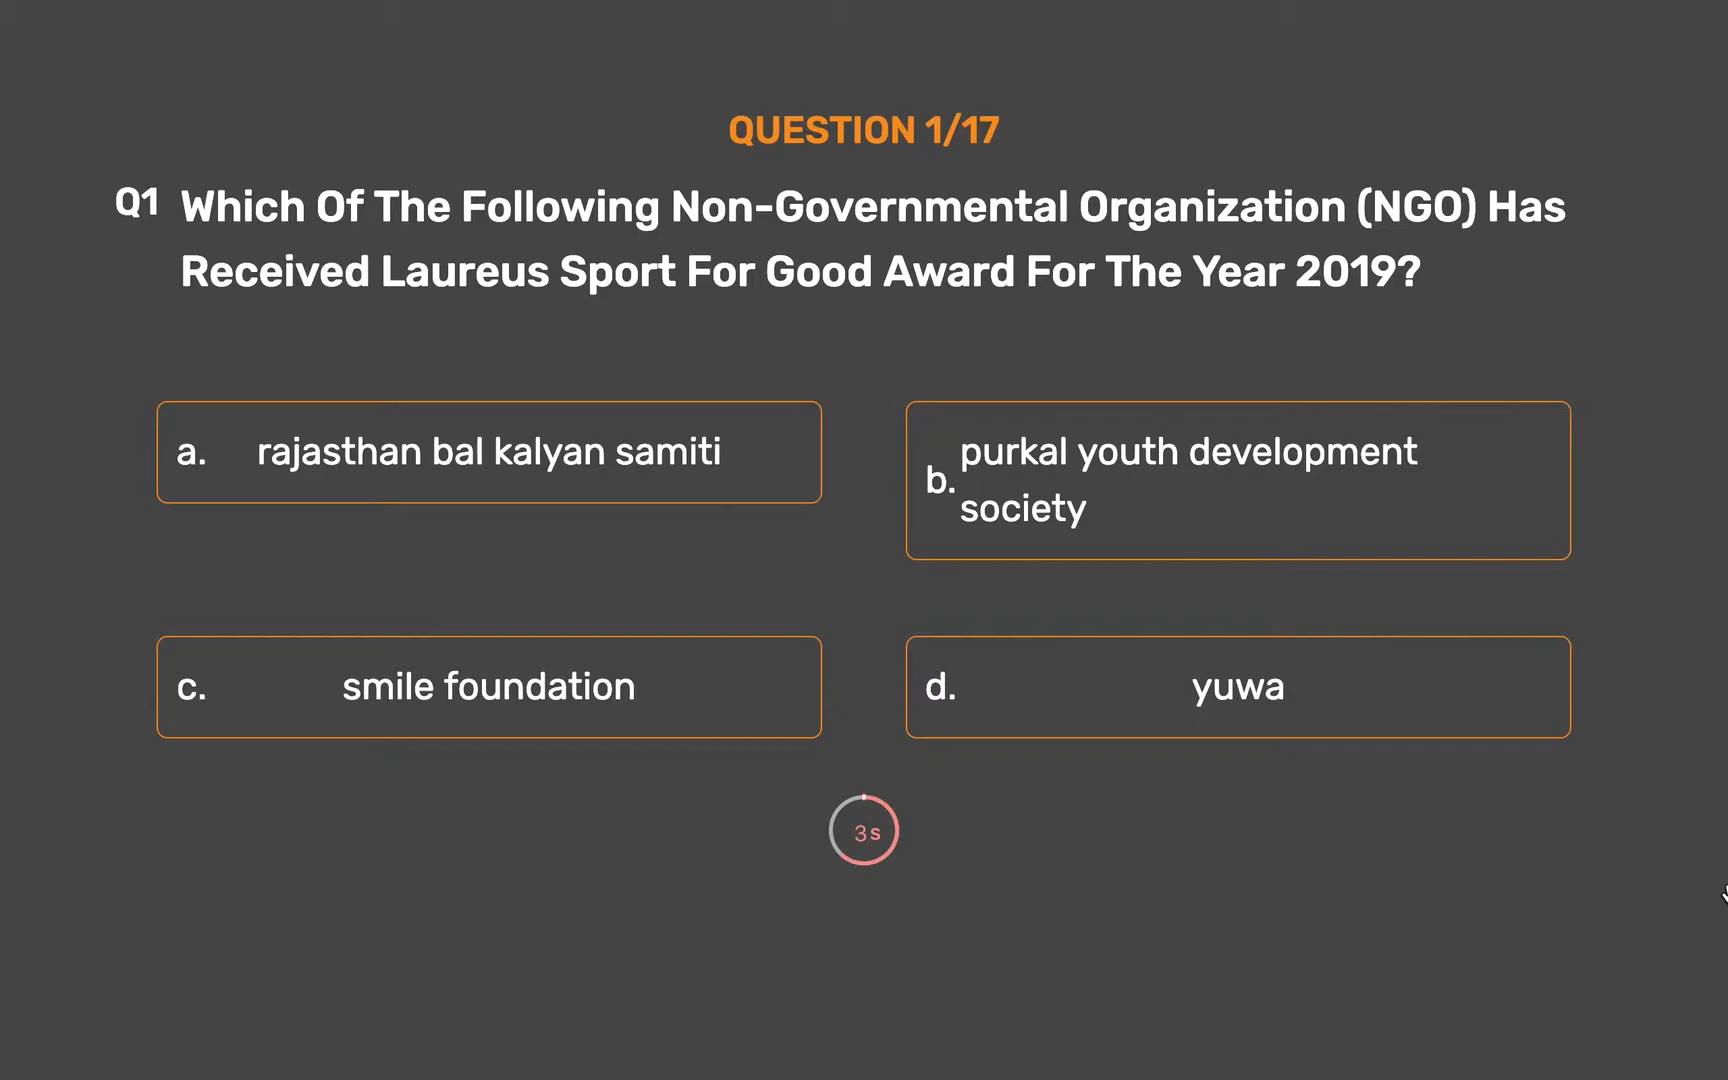 QUESTION 1/17
Q1 Which Of The Following Non-Governmental Organization (NGO) Has
Received Laureus Sport For Good Award For The Year 2019?
a. rajasthan bal kalyan samiti
b. purkal youth development
society
c. smile foundation
d. yuwa
3s